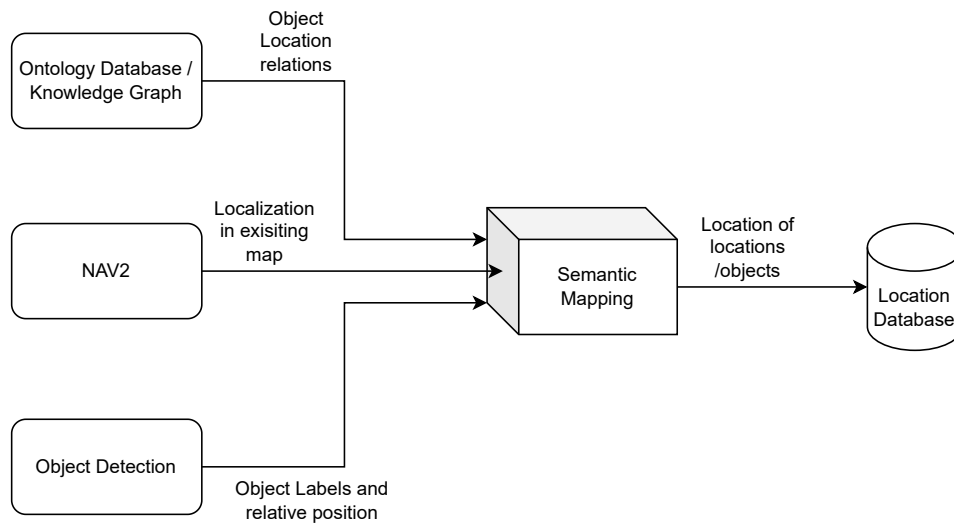 Object
Location
relations
Ontology Database /
Knowledge Graph
Localization
in exisiting
map
NAV2
Semantic
Mapping
Location of
locations
/objects
Location
Database
Object Detection
Object Labels and
relative position